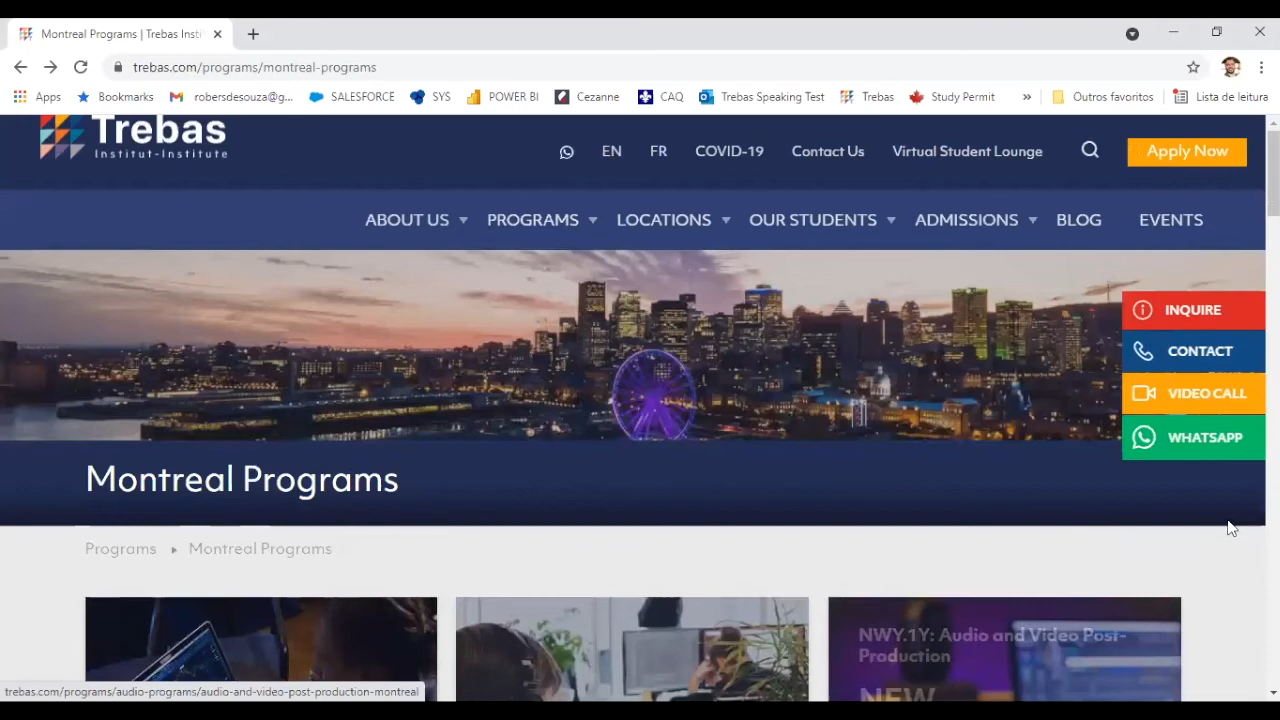 Montreal Programs | Trebas Insti
trebas.com/programs/montreal-programs
Apps Bookmarks robersdesouza@g... SALESFORCE SYS POWER BI Cezanne CAQ Trebas Speaking Test Trebas Study Permit » Outros favoritos Lista de leitura
Trebas
Institut-Institute
EN FR COVID-19 Contact Us Virtual Student Lounge Apply Now
ABOUT US PROGRAMS LOCATIONS OUR STUDENTS ADMISSIONS BLOG EVENTS
INQUIRE
CONTACT
VIDEO CALL
WHATSAPP
Montreal Programs
Programs Montreal Programs
NWY.1Y: Audio and Video Post-
Production
NEW
trebas.com/programs/audio-programs/audio-and-video-post-production-montreal